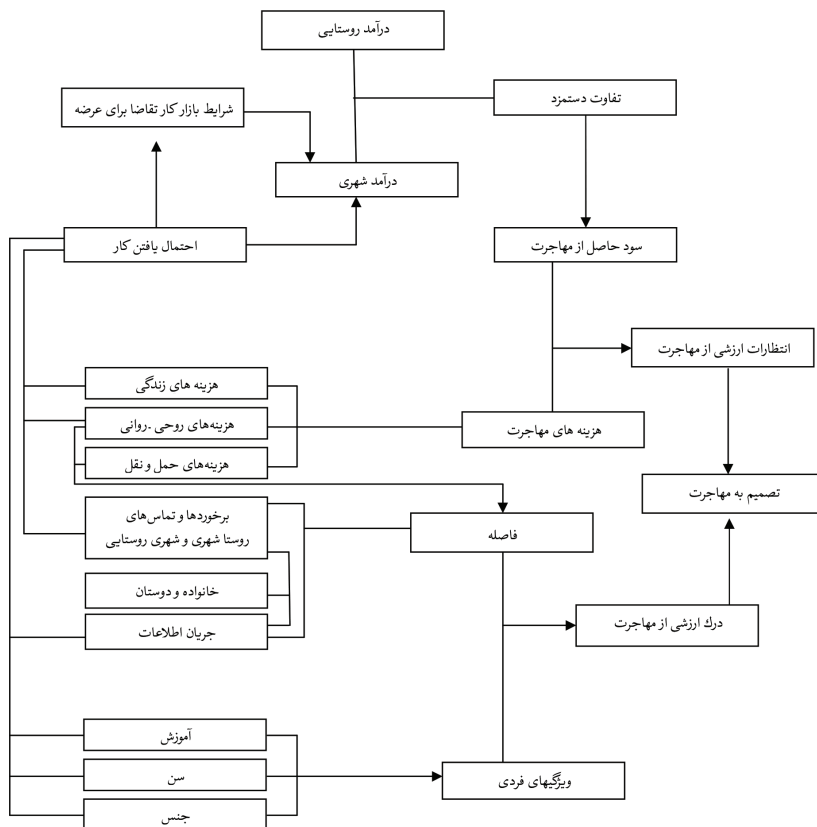 درآمد روستایی
تفاوت دستمزد
شرایط بازار کار تقاضا برای عرضه
درآمد شهری
احتمال یافتن کار
سود حاصل از مهاجرت
انتظارات ارزشی از مهاجرت
هزینه های زندگی
هزینه‌های روحی -روانی
هزینه های مهاجرت
هزینه‌های حمل و نقل
تصمیم به مهاجرت
برخوردها و تماس‌های
روستا شهری و شهری روستایی
فاصله
خانواده و دوستان
جریان اطلاعات
درك ارزشی از مهاجرت
آموزش
سن
ویژگیهای فردی
جنس